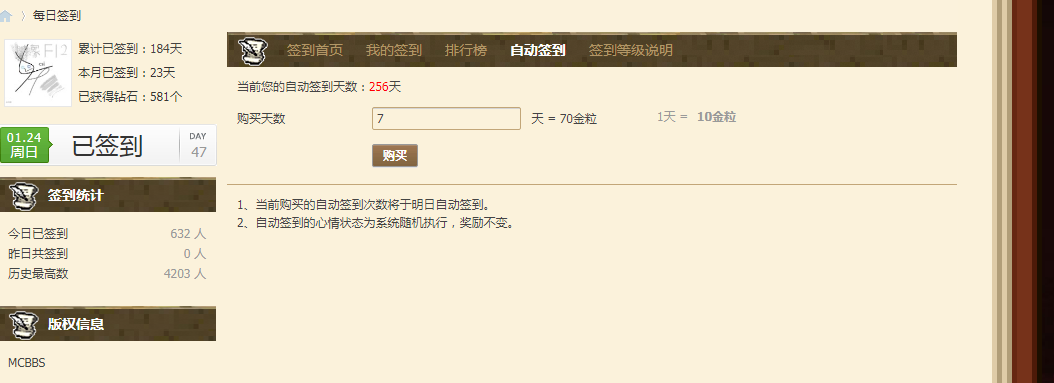 每日签到
累计已签到：184天
本月已签到：23天
已获得钻石：581个
01.24
周日
已签到
DAY
47
签到统计
今日已签到 632 人
昨日共签到 0 人
历史最高数 4203 人
版权信息
MCBBS
签到首页 我的签到 排行榜 自动签到 签到等级说明
当前您的自动签到天数：256天
购买天数 7 天 = 70金粒 1天 = 10金粒
购买
1、当前购买的自动签到次数将于明日自动签到。
2、自动签到的心情状态为系统随机执行，奖励不变。